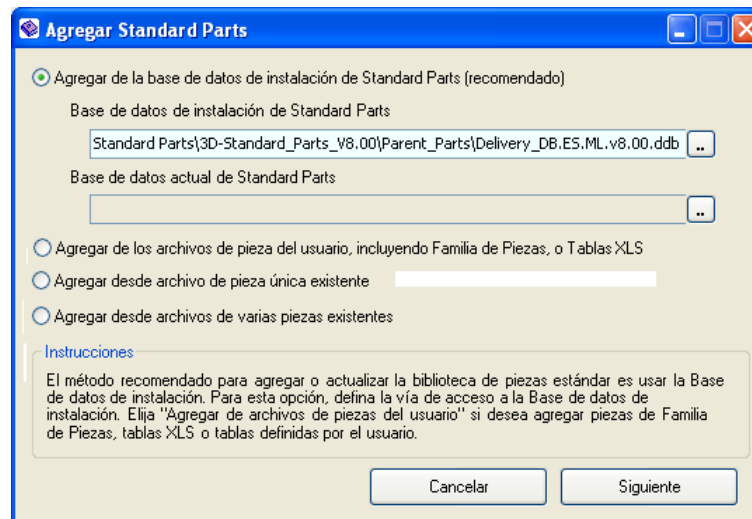 Agregar Standard Parts
Agregar de la base de datos de instalación de Standard Parts (recomendado)
Base de datos de instalación de Standard Parts
Standard Parts\3D-Standard_Parts_V8.00\Parent_Parts\Delivery_DB.ES.ML.v8.00.ddb
..
Base de datos actual de Standard Parts
..
Agregar de los archivos de pieza del usuario, incluyendo Familia de Piezas, o Tablas XLS
Agregar desde archivo de pieza única existente
Agregar desde archivos de varias piezas existentes
Instrucciones
El método recomendado para agregar o actualizar la biblioteca de piezas estándar es usar la Base
de datos de instalación. Para esta opción, defina la vía de acceso a la Base de datos de
instalación. Elija "Agregar de archivos de piezas del usuario" si desea agregar piezas de Familia
de Piezas, tablas XLS o tablas definidas por el usuario.
Cancelar
Siguiente